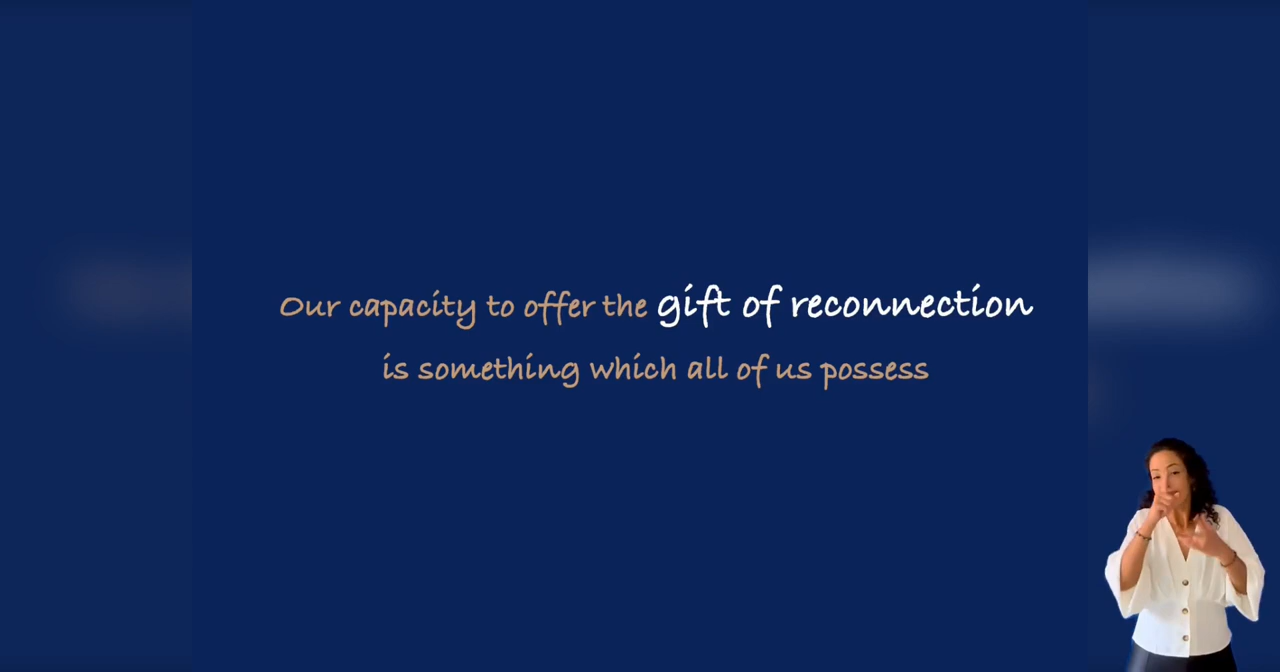 Our capacity to offer the gift of reconnection
is something which all of us possess